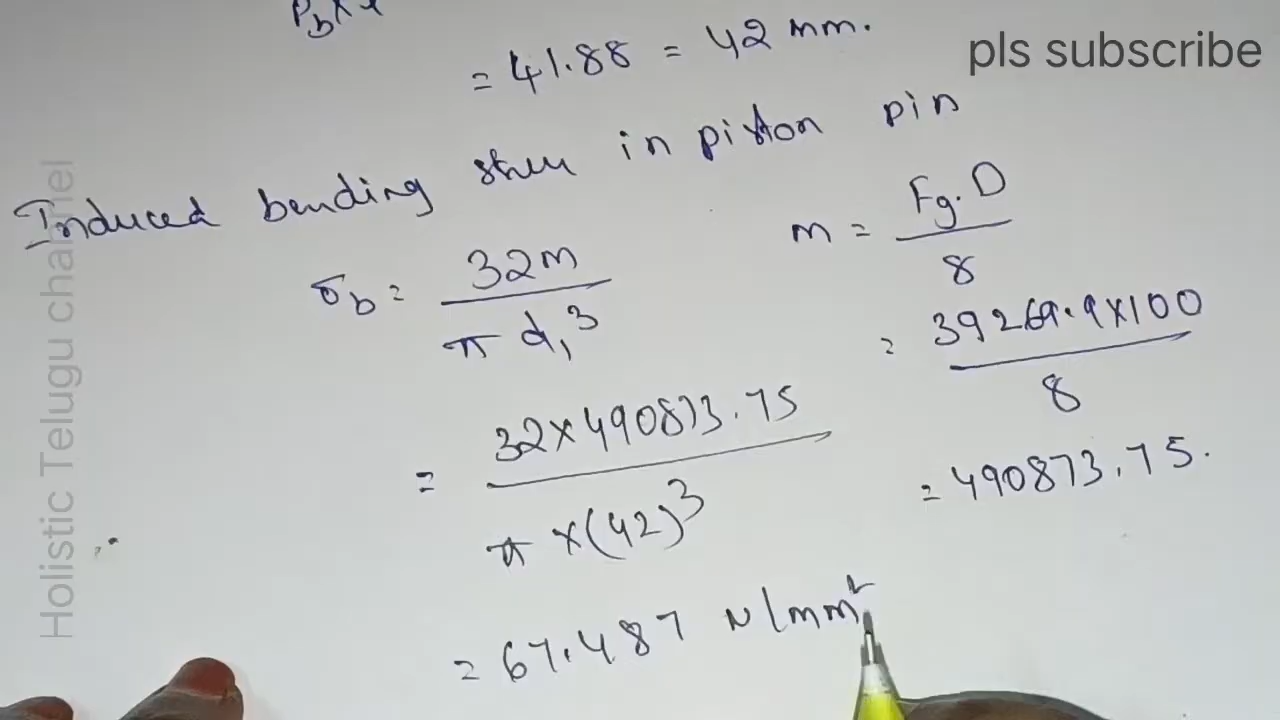 = 41.88 = 42 mm.
pls subscribe
Induced bending stress in piston pin
σb = 32m / π d1³
m = Fg.D / 8
= 39269.9×100 / 8
= 32×490873.75 / π ×(42)³
= 490873.75.
= 67.487 N/mm²
Holistic Telugu channel